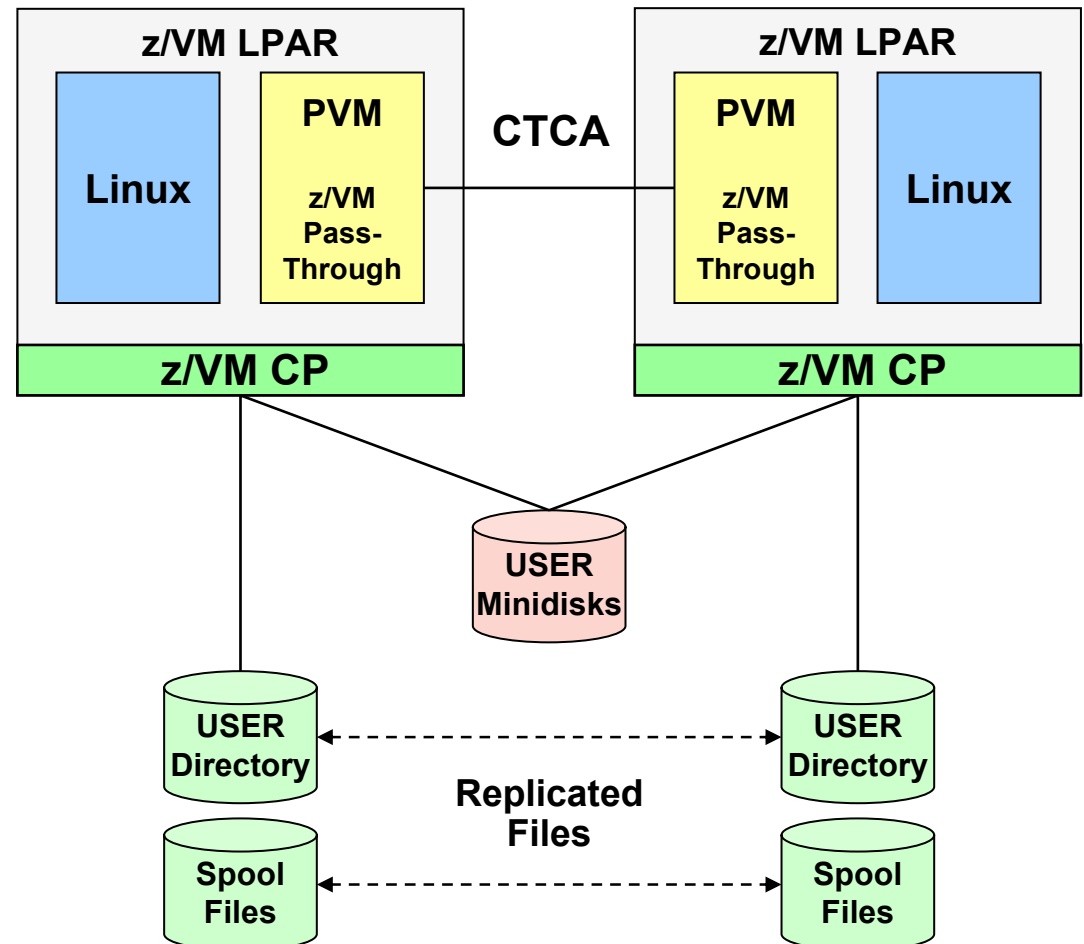 z/VM LPAR
Linux
PVM
z/VM
Pass-
Through
z/VM CP
CTCA
z/VM LPAR
PVM
z/VM
Pass-
Through
Linux
z/VM CP
USER
Minidisks
USER
Directory
USER
Directory
Replicated
Files
Spool
Files
Spool
Files